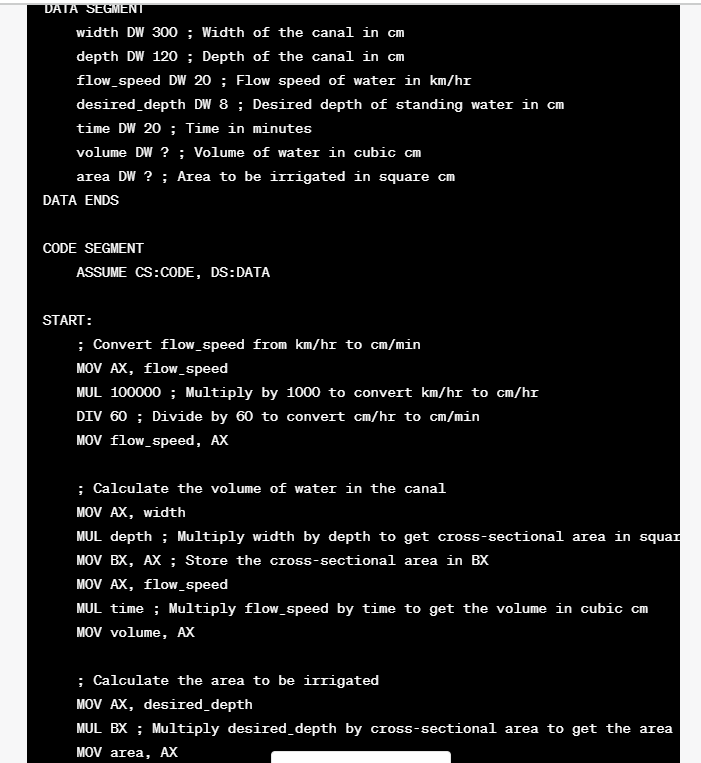 DATA SEGMENT
width DW 300 ; Width of the canal in cm
depth DW 120 ; Depth of the canal in cm
flow_speed DW 20 ; Flow speed of water in km/hr
desired_depth DW 8 ; Desired depth of standing water in cm
time DW 20 ; Time in minutes
volume DW ? ; Volume of water in cubic cm
area DW ? ; Area to be irrigated in square cm
DATA ENDS
CODE SEGMENT
ASSUME CS:CODE, DS:DATA
START:
; Convert flow_speed from km/hr to cm/min
MOV AX, flow_speed
MUL 100000 ; Multiply by 1000 to convert km/hr to cm/hr
DIV 60 ; Divide by 60 to convert cm/hr to cm/min
MOV flow_speed, AX
; Calculate the volume of water in the canal
MOV AX, width
MUL depth ; Multiply width by depth to get cross-sectional area in squar
MOV BX, AX ; Store the cross-sectional area in BX
MOV AX, flow_speed
MUL time ; Multiply flow_speed by time to get the volume in cubic cm
MOV volume, AX
; Calculate the area to be irrigated
MOV AX, desired_depth
MUL BX ; Multiply desired_depth by cross-sectional area to get the area
MOV area, AX